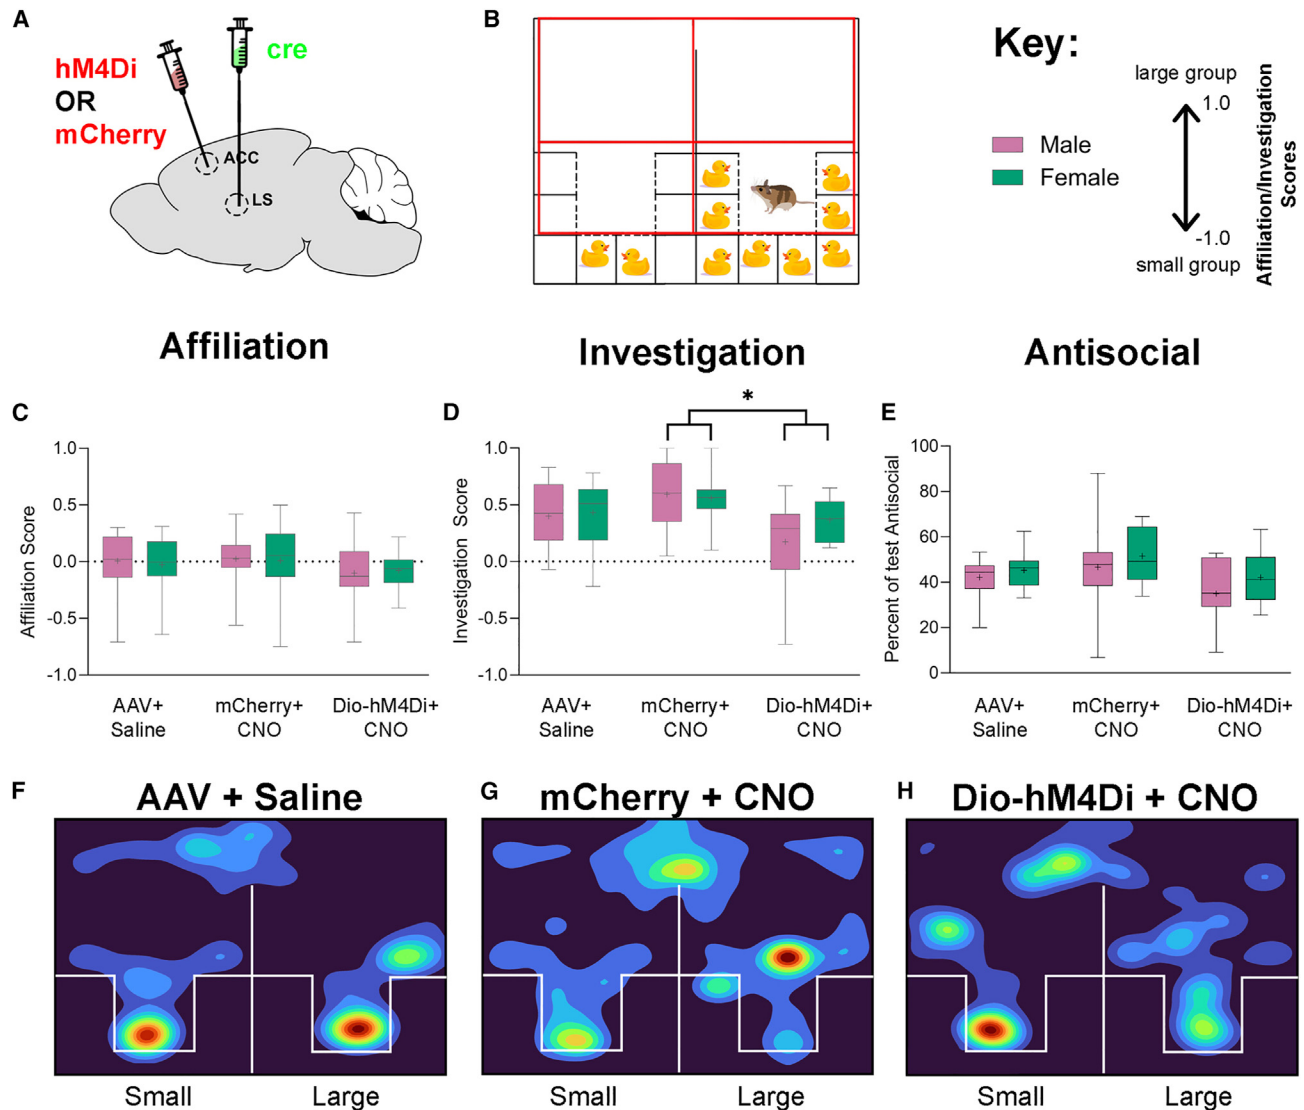 A
hM4Di
OR
mCherry
cre
ACC
LS
B
Key:
Male
Female
large group
1.0
-1.0
small group
Affiliation/Investigation
Scores
Affiliation
Investigation
Antisocial
C
Affiliation Score
1.0
0.5
0.0
-0.5
-1.0
AAV+
Saline
mCherry+
CNO
Dio-hM4Di+
CNO
D
*
Investigation Score
1.0
0.5
0.0
-0.5
-1.0
AAV+
Saline
mCherry+
CNO
Dio-hM4Di+
CNO
E
Percent of test Antisocial
100
80
60
40
20
0
AAV+
Saline
mCherry+
CNO
Dio-hM4Di+
CNO
F
AAV + Saline
Small
Large
G
mCherry + CNO
Small
Large
H
Dio-hM4Di + CNO
Small
Large